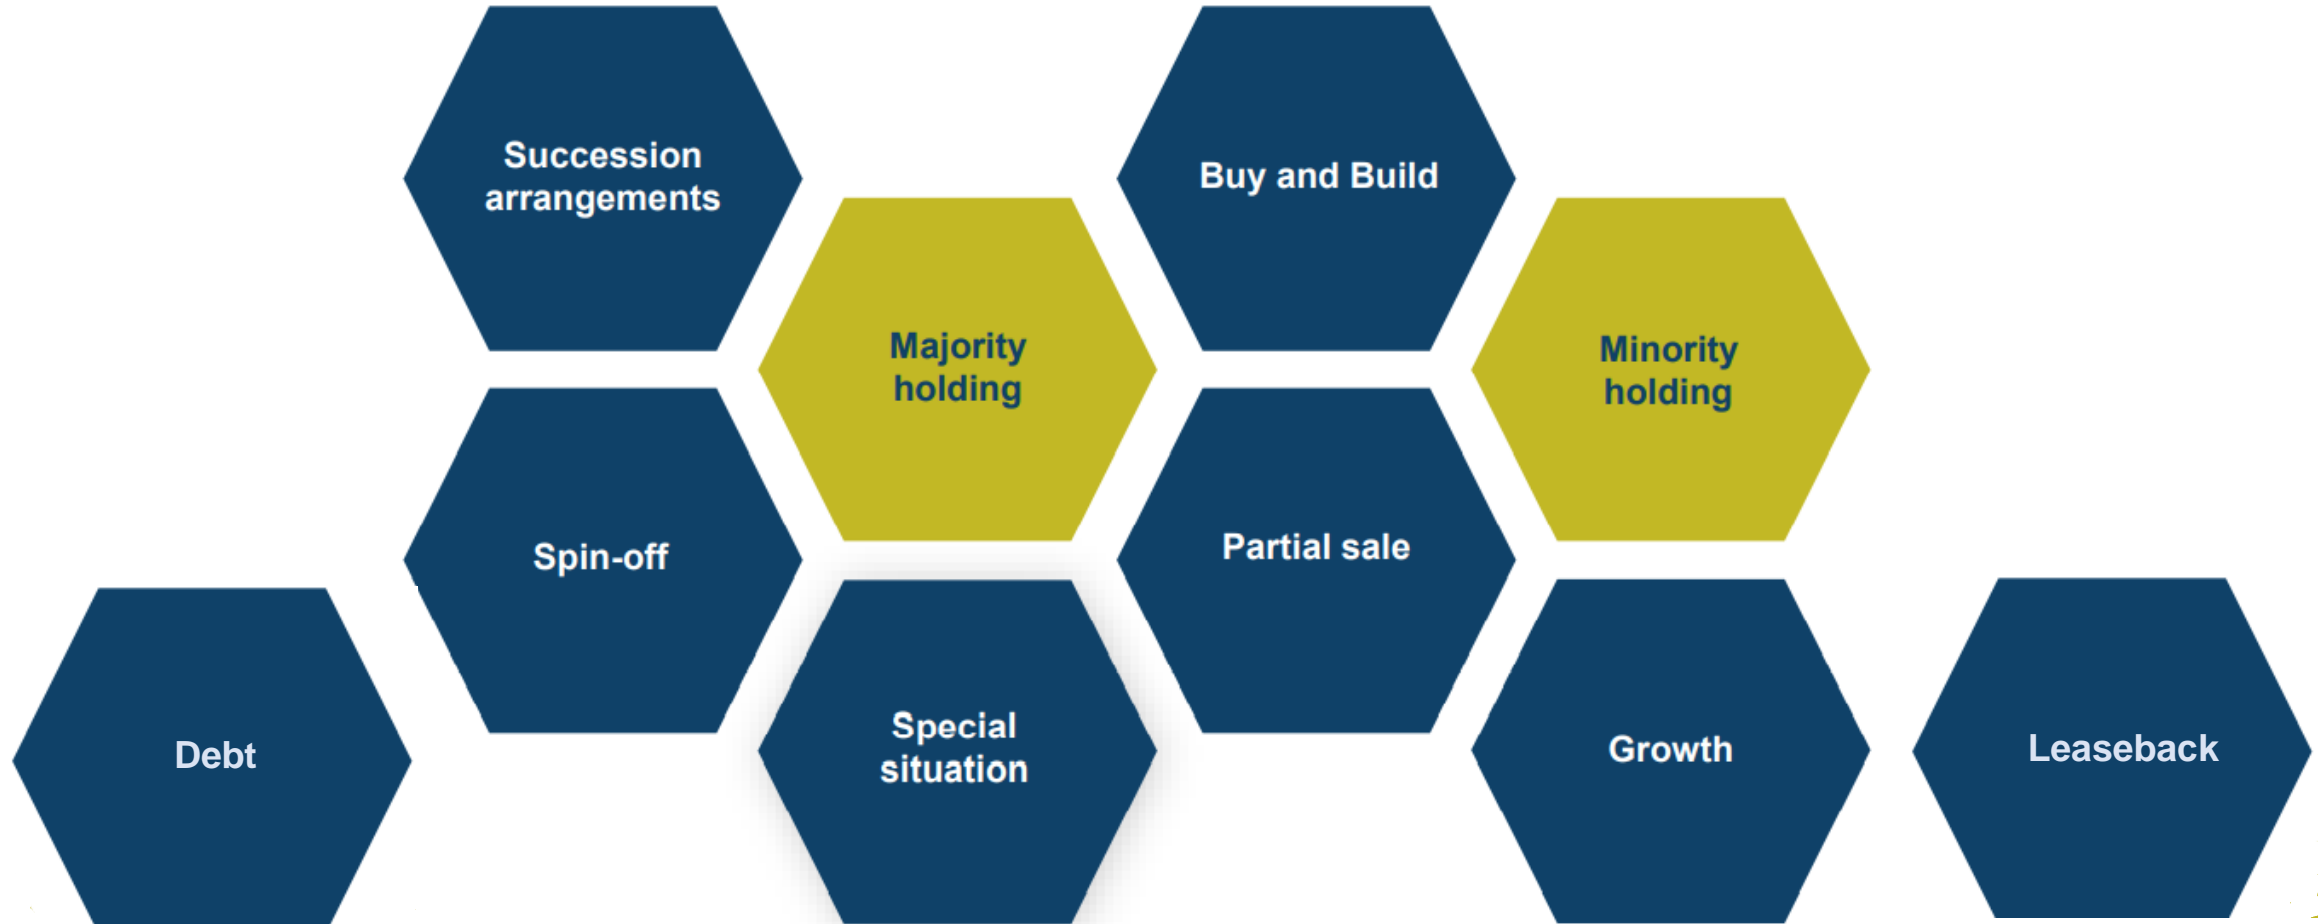 Succession
arrangements
Buy and Build
Majority
holding
Minority
holding
Spin-off
Partial sale
Debt
Special
situation
Growth
Leaseback